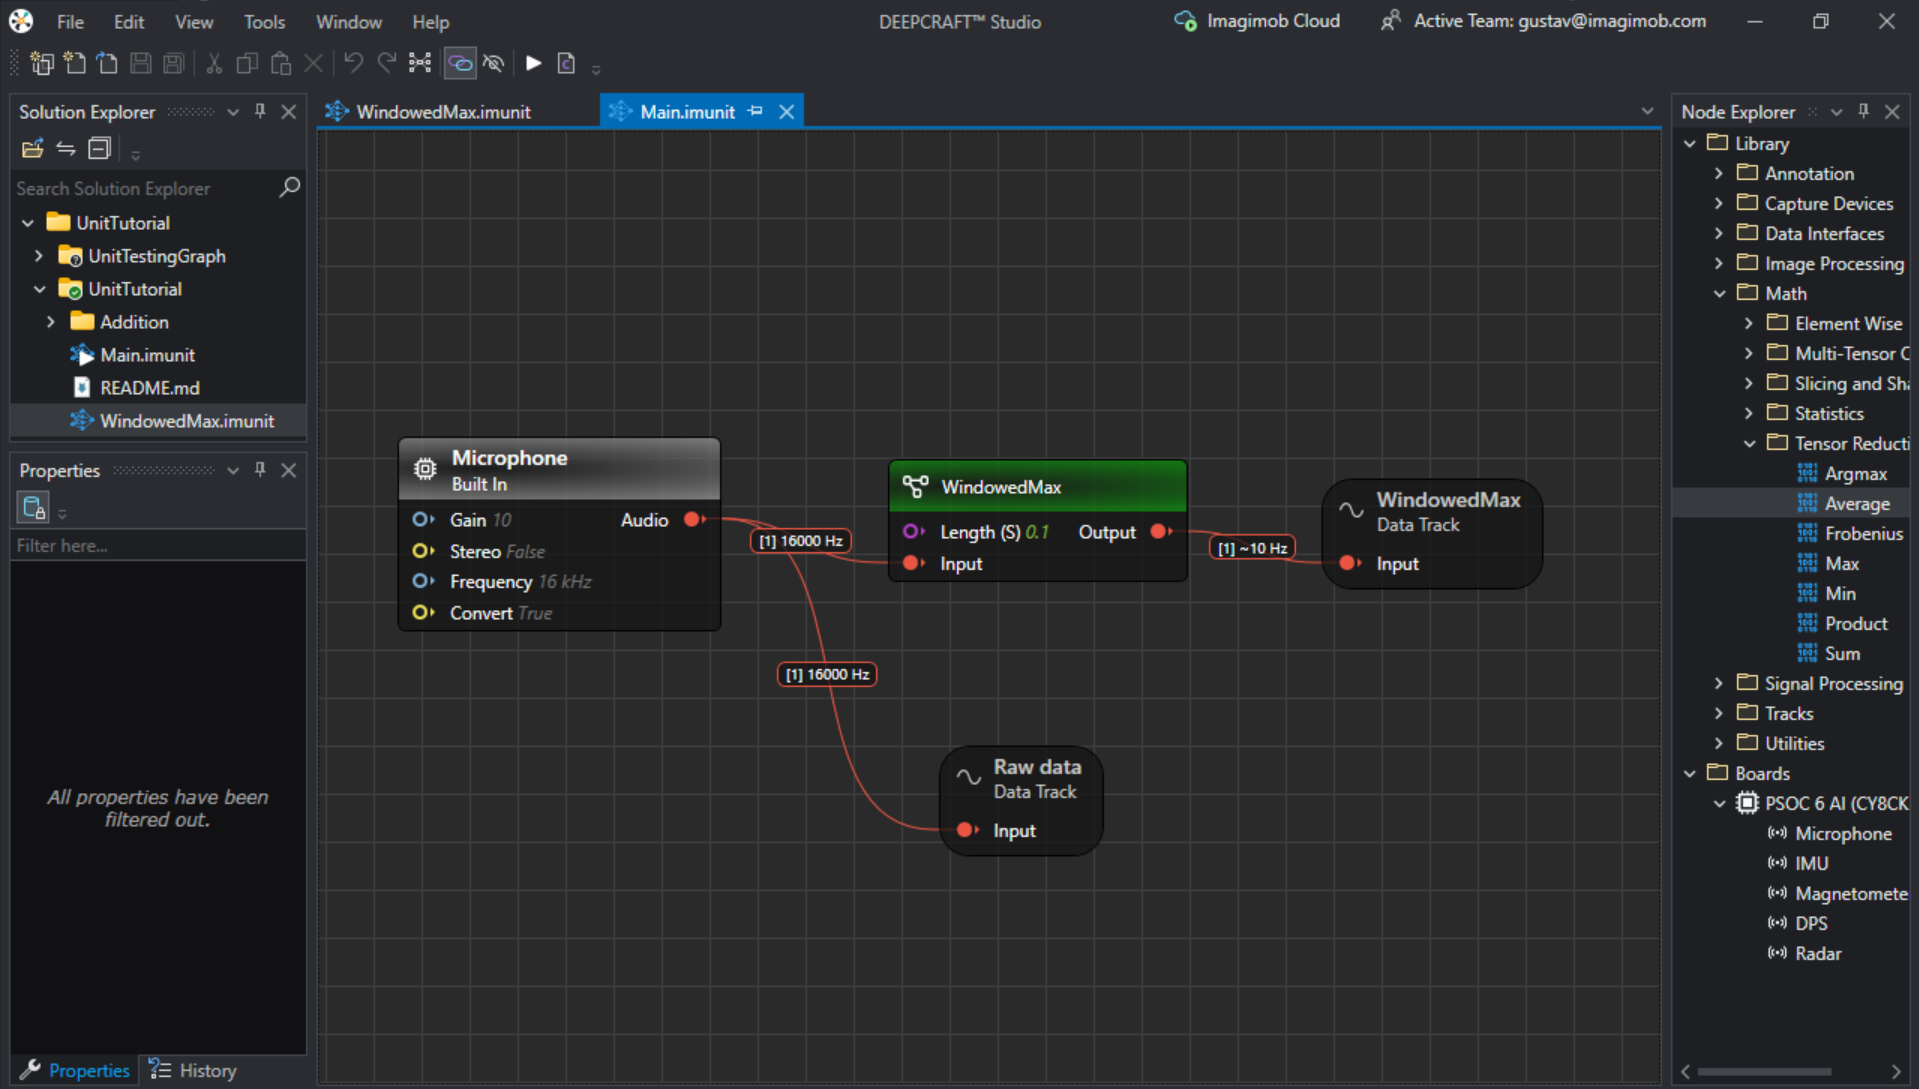 File Edit View Tools Window Help
DEEPCRAFT™ Studio
Imagimob Cloud
Active Team: gustav@imagimob.com
Solution Explorer
Search Solution Explorer
UnitTutorial
UnitTestingGraph
UnitTutorial
Addition
Main.imunit
README.md
WindowedMax.imunit
Properties
Filter here...
All properties have been
filtered out.
Properties History
WindowedMax.imunit Main.imunit
Microphone
Built In
Gain 10 Audio
Stereo False
Frequency 16 kHz
Convert True
[1] 16000 Hz
[1] 16000 Hz
WindowedMax
Length (S) 0.1 Output
Input
[1] ~10 Hz
WindowedMax
Data Track
Input
Raw data
Data Track
Input
Node Explorer
Library
Annotation
Capture Devices
Data Interfaces
Image Processing
Math
Element Wise
Multi-Tensor C
Slicing and Sha
Statistics
Tensor Reducti
Argmax
Average
Frobenius
Max
Min
Product
Sum
Signal Processing
Tracks
Utilities
Boards
PSOC 6 AI (CY8CK
Microphone
IMU
Magnetomete
DPS
Radar